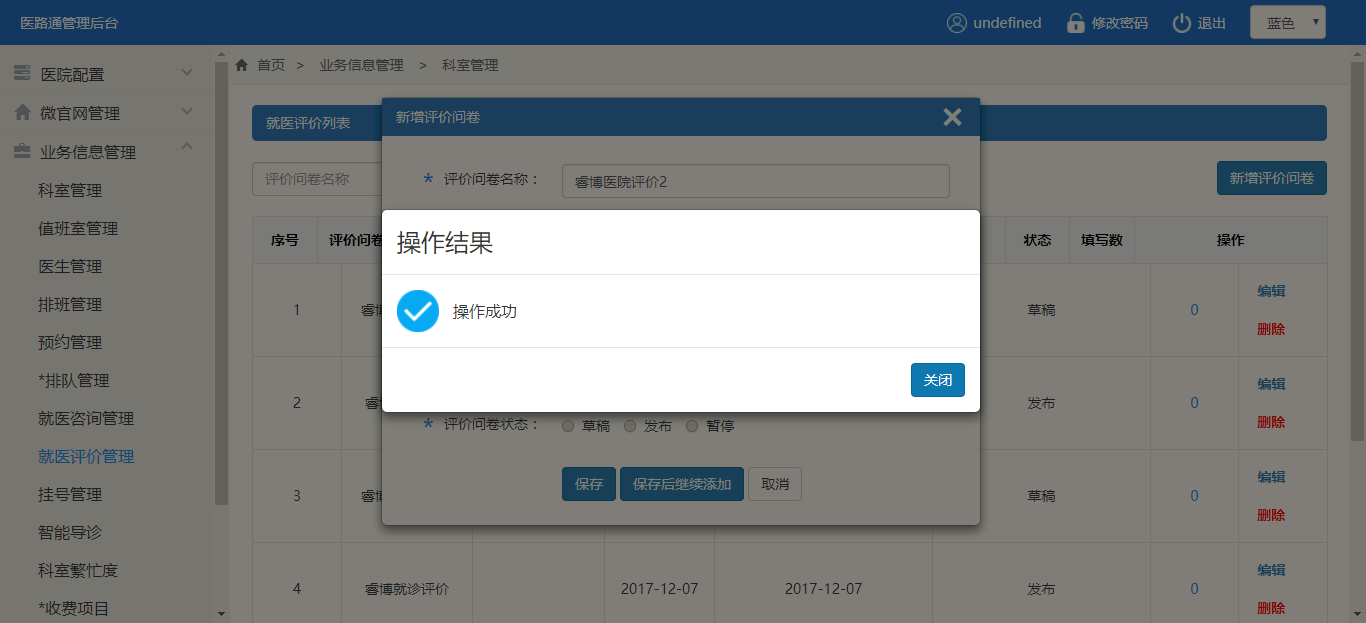 医路通管理后台
undefined
修改密码
退出
蓝色
医院配置
微官网管理
业务信息管理
科室管理
值班室管理
医生管理
排班管理
预约管理
*排队管理
就医咨询管理
就医评价管理
挂号管理
智能导诊
科室繁忙度
*收费项目
首页 > 业务信息管理 > 科室管理
就医评价列表
评价问卷名称
新增评价问卷
新增评价问卷
* 评价问卷名称：
睿博医院评价2
操作结果
操作成功
关闭
* 评价问卷状态：
草稿 发布 暂停
保存 保存后继续添加 取消
序号 评价问卷 状态 填写数 操作
1 草稿 0 编辑 删除
2 发布 0 编辑 删除
3 草稿 0 编辑 删除
4 睿博就诊评价 2017-12-07 2017-12-07 发布 0 编辑 删除